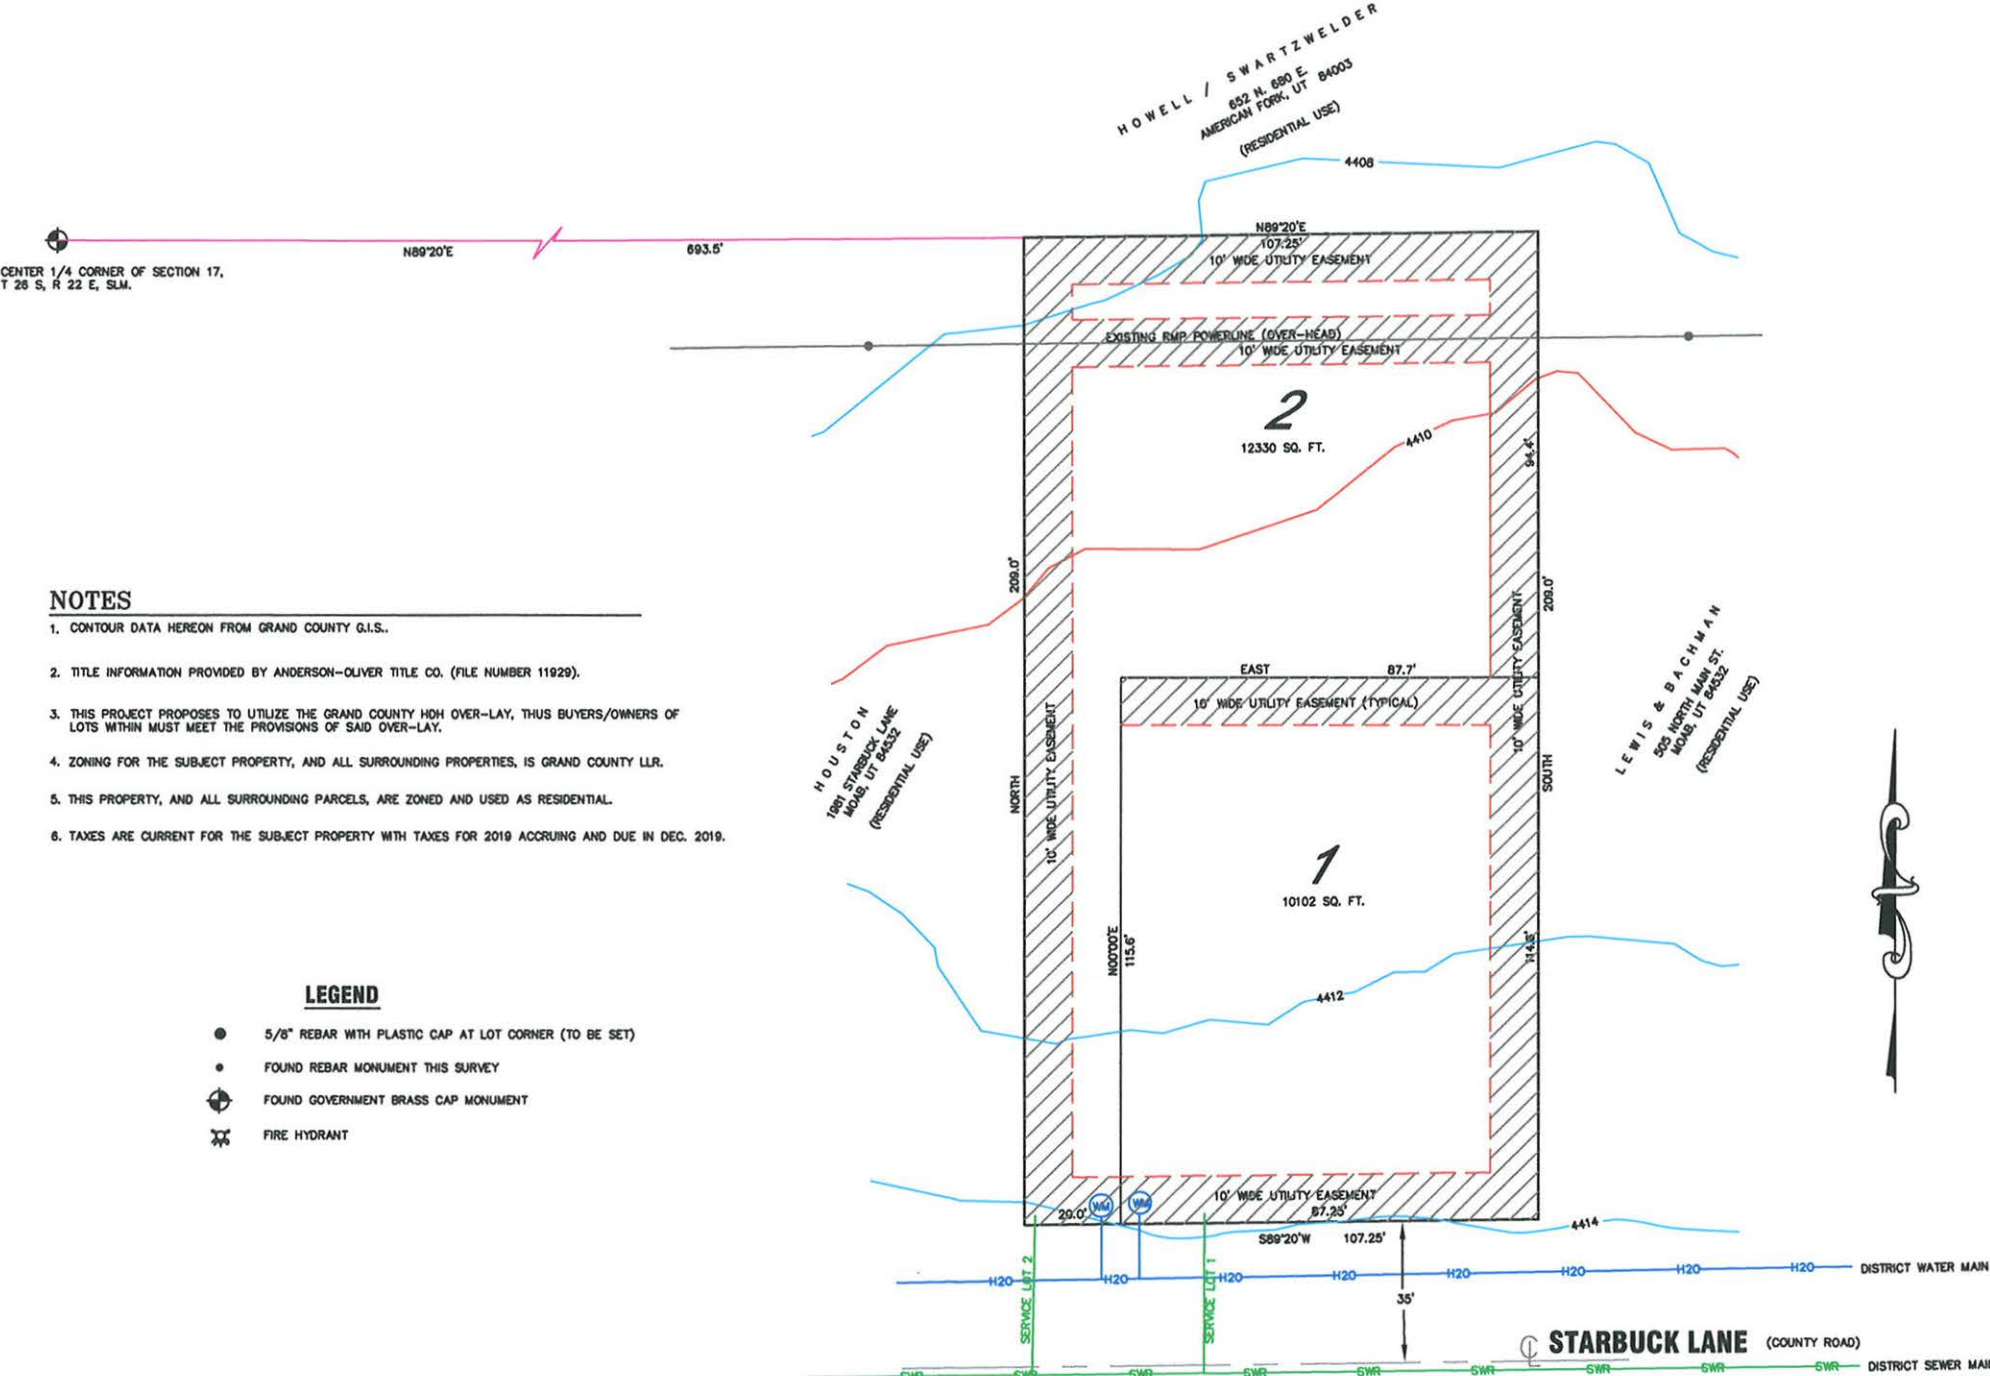 HOWELL / SWARTZWELDER
652 N. 680 E.
AMERICAN FORK, UT 84003
(RESIDENTIAL USE)
4408
N89°20'E
693.5'
CENTER 1/4 CORNER OF SECTION 17,
T 26 S, R 22 E, SLM.
N89°20'E
107.25'
10' WIDE UTILITY EASEMENT
EXISTING RMP POWERLINE (OVER-HEAD)
10' WIDE UTILITY EASEMENT
2
12330 SQ. FT.
4410
94.4'
209.0'
209.0'
10' WIDE UTILITY EASEMENT
EAST
87.7'
10' WIDE UTILITY EASEMENT (TYPICAL)
NORTH
10' WIDE UTILITY EASEMENT
SOUTH
HOUSTON
1981 STARBUCK LANE
MOAB, UT 84532
(RESIDENTIAL USE)
LEWIS & BACHMAN
505 NORTH MAIN ST.
MOAB, UT 84532
(RESIDENTIAL USE)
1
10102 SQ. FT.
N00°00'E
115.6'
114.6'
4412
10' WIDE UTILITY EASEMENT
20.0'
WM
WM
87.25'
S89°20'W
107.25'
4414
NOTES
1. CONTOUR DATA HEREON FROM GRAND COUNTY G.I.S..
2. TITLE INFORMATION PROVIDED BY ANDERSON-OLIVER TITLE CO. (FILE NUMBER 11929).
3. THIS PROJECT PROPOSES TO UTILIZE THE GRAND COUNTY HDH OVER-LAY, THUS BUYERS/OWNERS OF
LOTS WITHIN MUST MEET THE PROVISIONS OF SAID OVER-LAY.
4. ZONING FOR THE SUBJECT PROPERTY, AND ALL SURROUNDING PROPERTIES, IS GRAND COUNTY LLR.
5. THIS PROPERTY, AND ALL SURROUNDING PARCELS, ARE ZONED AND USED AS RESIDENTIAL.
6. TAXES ARE CURRENT FOR THE SUBJECT PROPERTY WITH TAXES FOR 2019 ACCRUING AND DUE IN DEC. 2019.
LEGEND
5/8" REBAR WITH PLASTIC CAP AT LOT CORNER (TO BE SET)
FOUND REBAR MONUMENT THIS SURVEY
FOUND GOVERNMENT BRASS CAP MONUMENT
FIRE HYDRANT
H2O H2O H2O H2O H2O H2O H2O H2O DISTRICT WATER MAIN
SERVICE LOT 2
SERVICE LOT 1
35'
STARBUCK LANE (COUNTY ROAD)
SWR SWR SWR SWR SWR SWR SWR SWR SWR DISTRICT SEWER MAIN